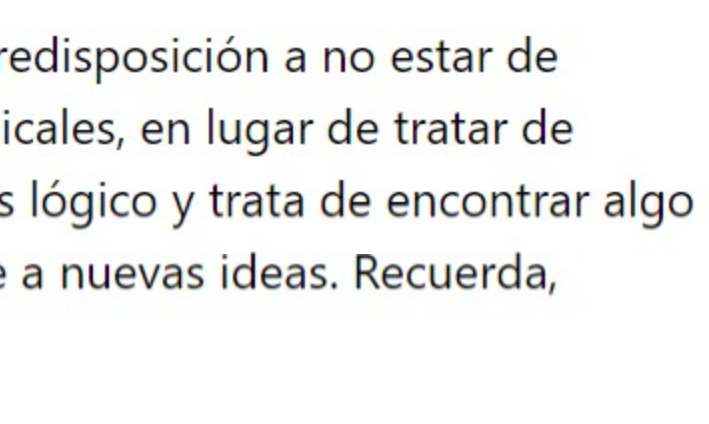 redisposición a no estar de
icales, en lugar de tratar de
s lógico y trata de encontrar algo
e a nuevas ideas. Recuerda,